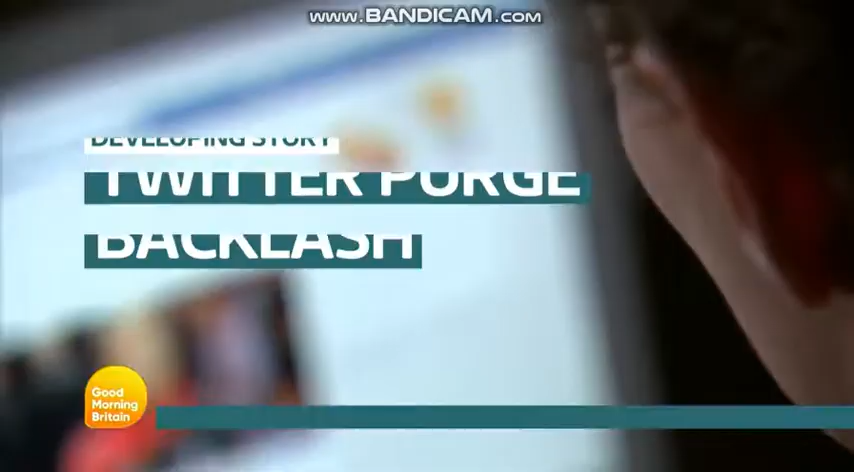 www.BANDICAM.com
DEVELOPING STORY
TWITTER PURGE
BACKLASH
Good
Morning
Britain